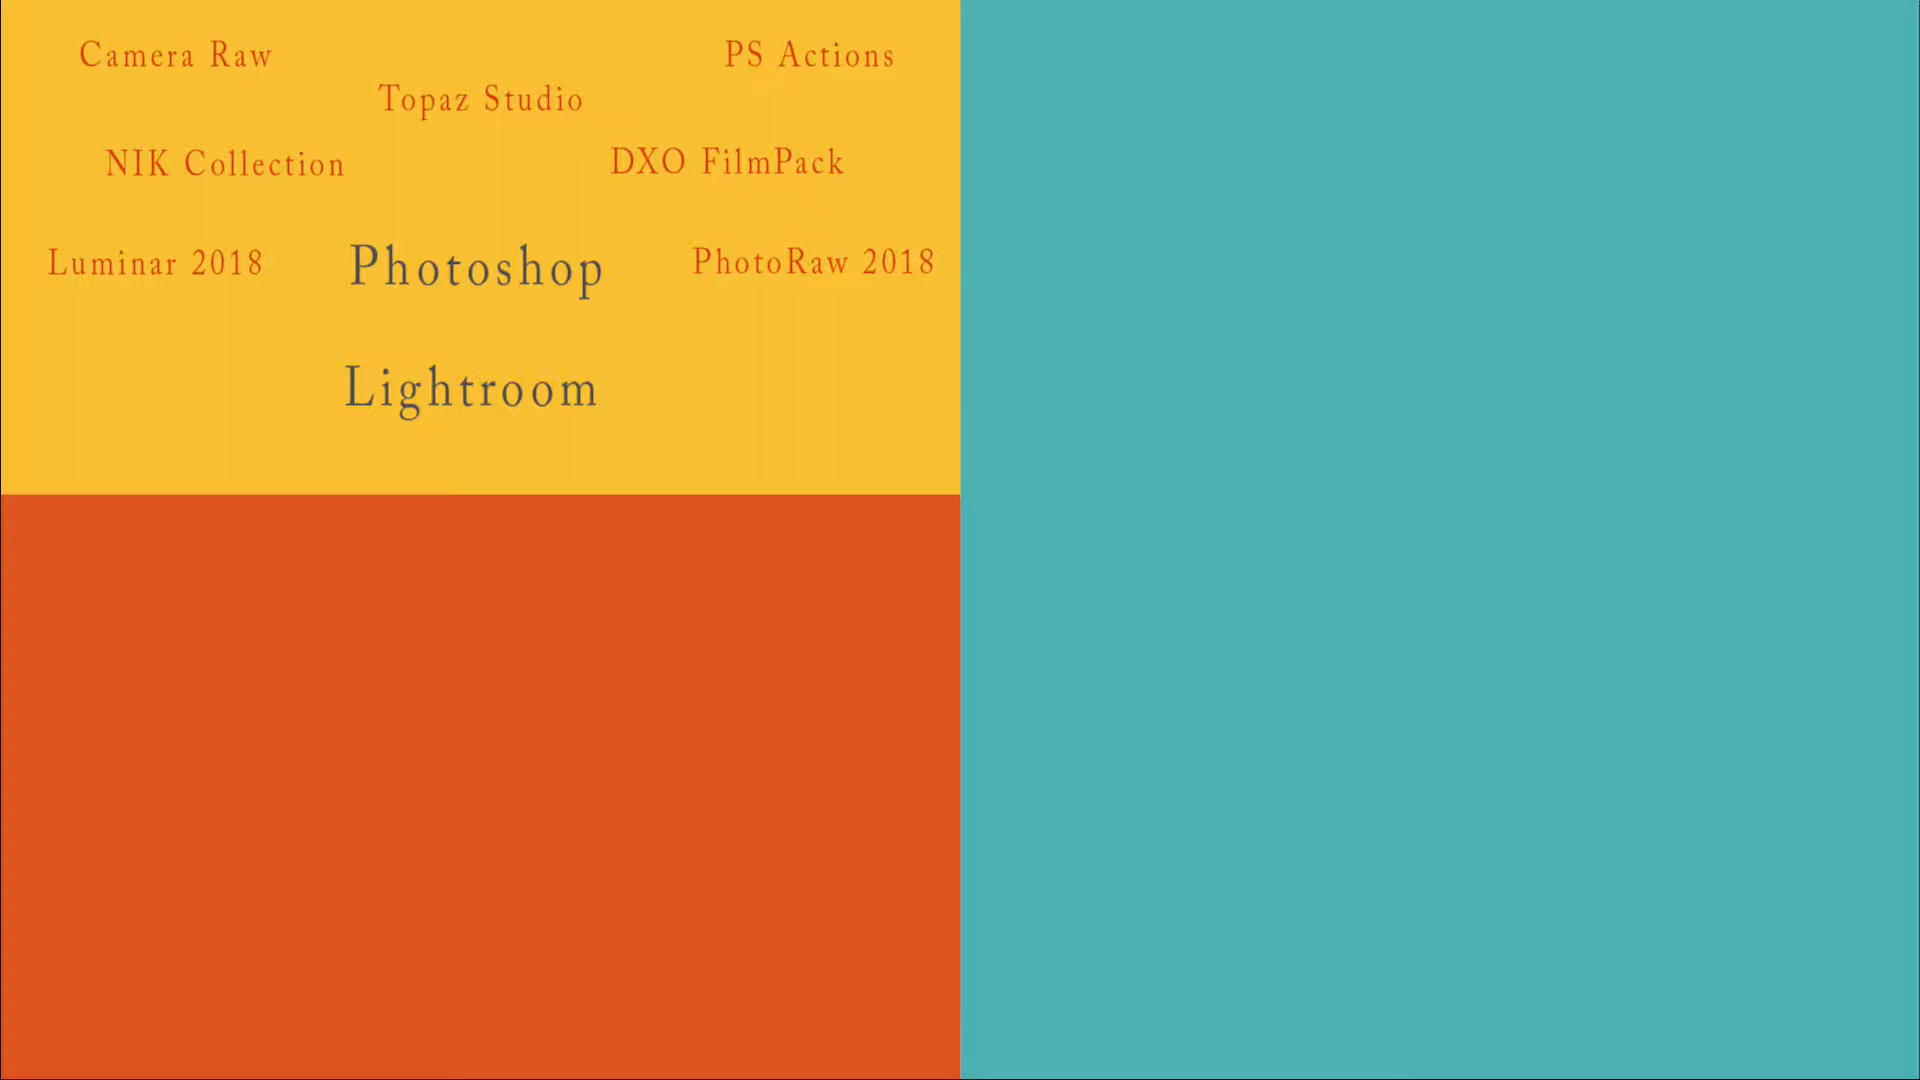 Camera Raw
PS Actions
Topaz Studio
NIK Collection
DXO FilmPack
Luminar 2018
Photoshop
PhotoRaw 2018
Lightroom